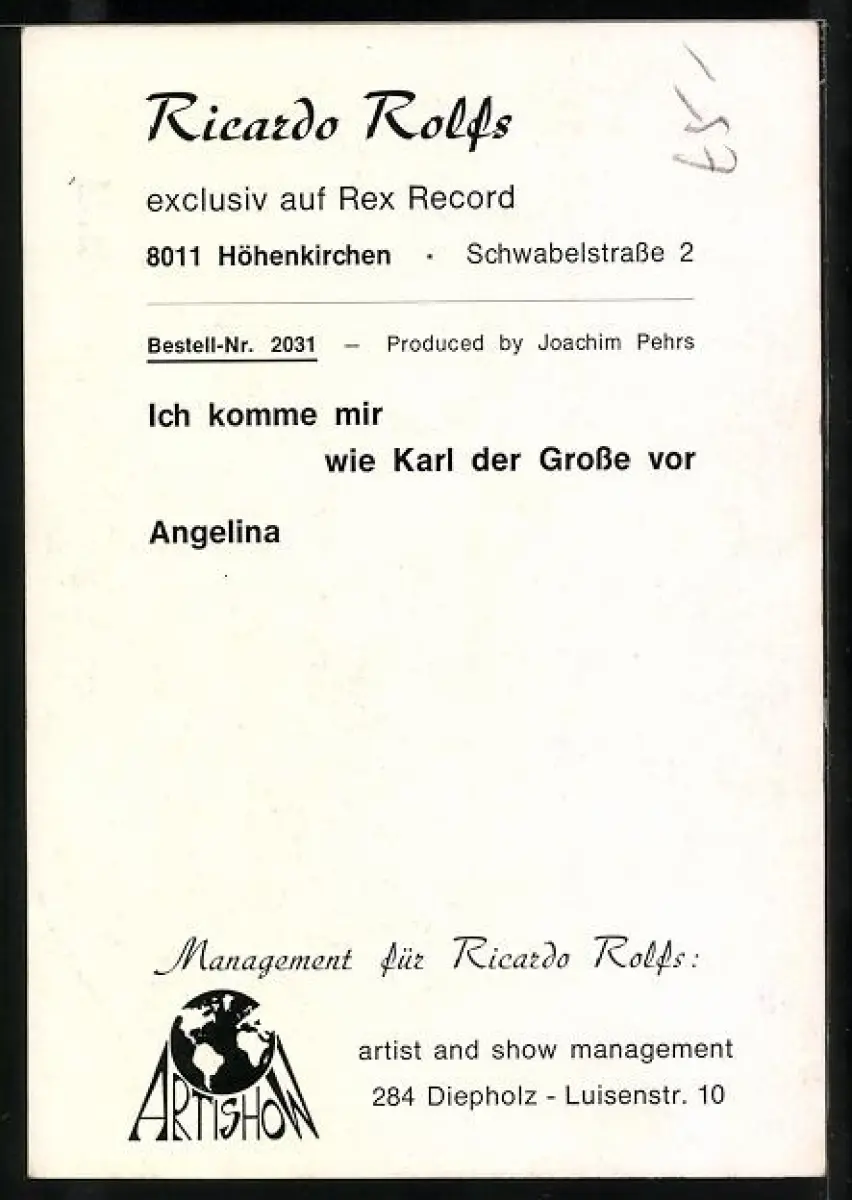 Ricardo Rolfs
exclusiv auf Rex Record
8011 Höhenkirchen · Schwabelstraße 2
Bestell-Nr. 2031 – Produced by Joachim Pehrs
Ich komme mir
wie Karl der Große vor
Angelina
Management für Ricardo Rolfs:
ARTISHOW
artist and show management
284 Diepholz - Luisenstr. 10